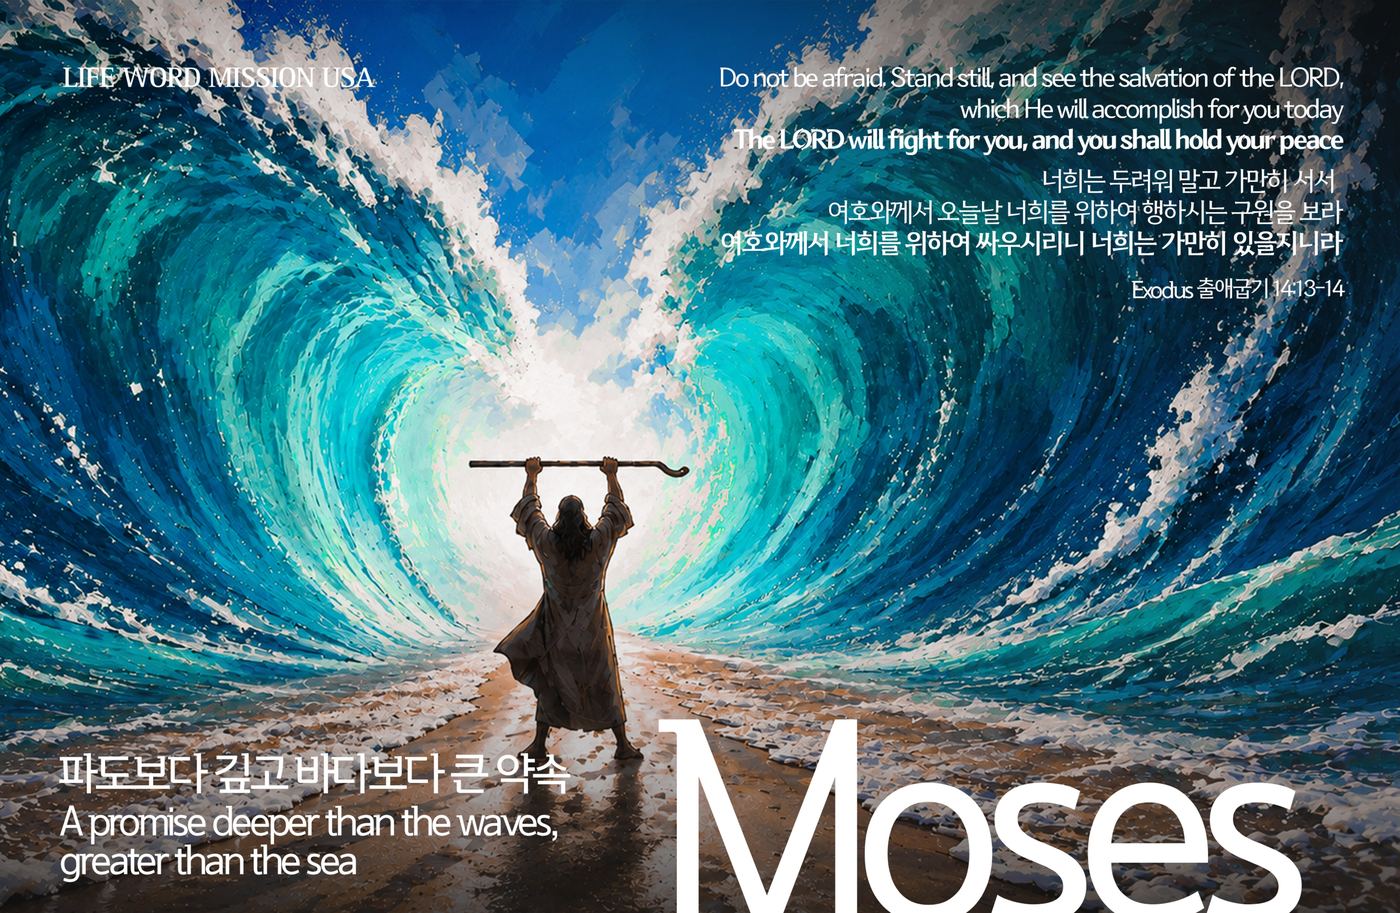 LIFE WORD MISSION USA
Do not be afraid. Stand still, and see the salvation of the LORD,
which He will accomplish for you today
The LORD will fight for you, and you shall hold your peace
너희는 두려워 말고 가만히 서서
여호와께서 오늘날 너희를 위하여 행하시는 구원을 보라
여호와께서 너희를 위하여 싸우시리니 너희는 가만히 있을지니라
Exodus 출애굽기 14:13-14
파도보다 깊고 바다보다 큰 약속
A promise deeper than the waves,
greater than the sea
Moses